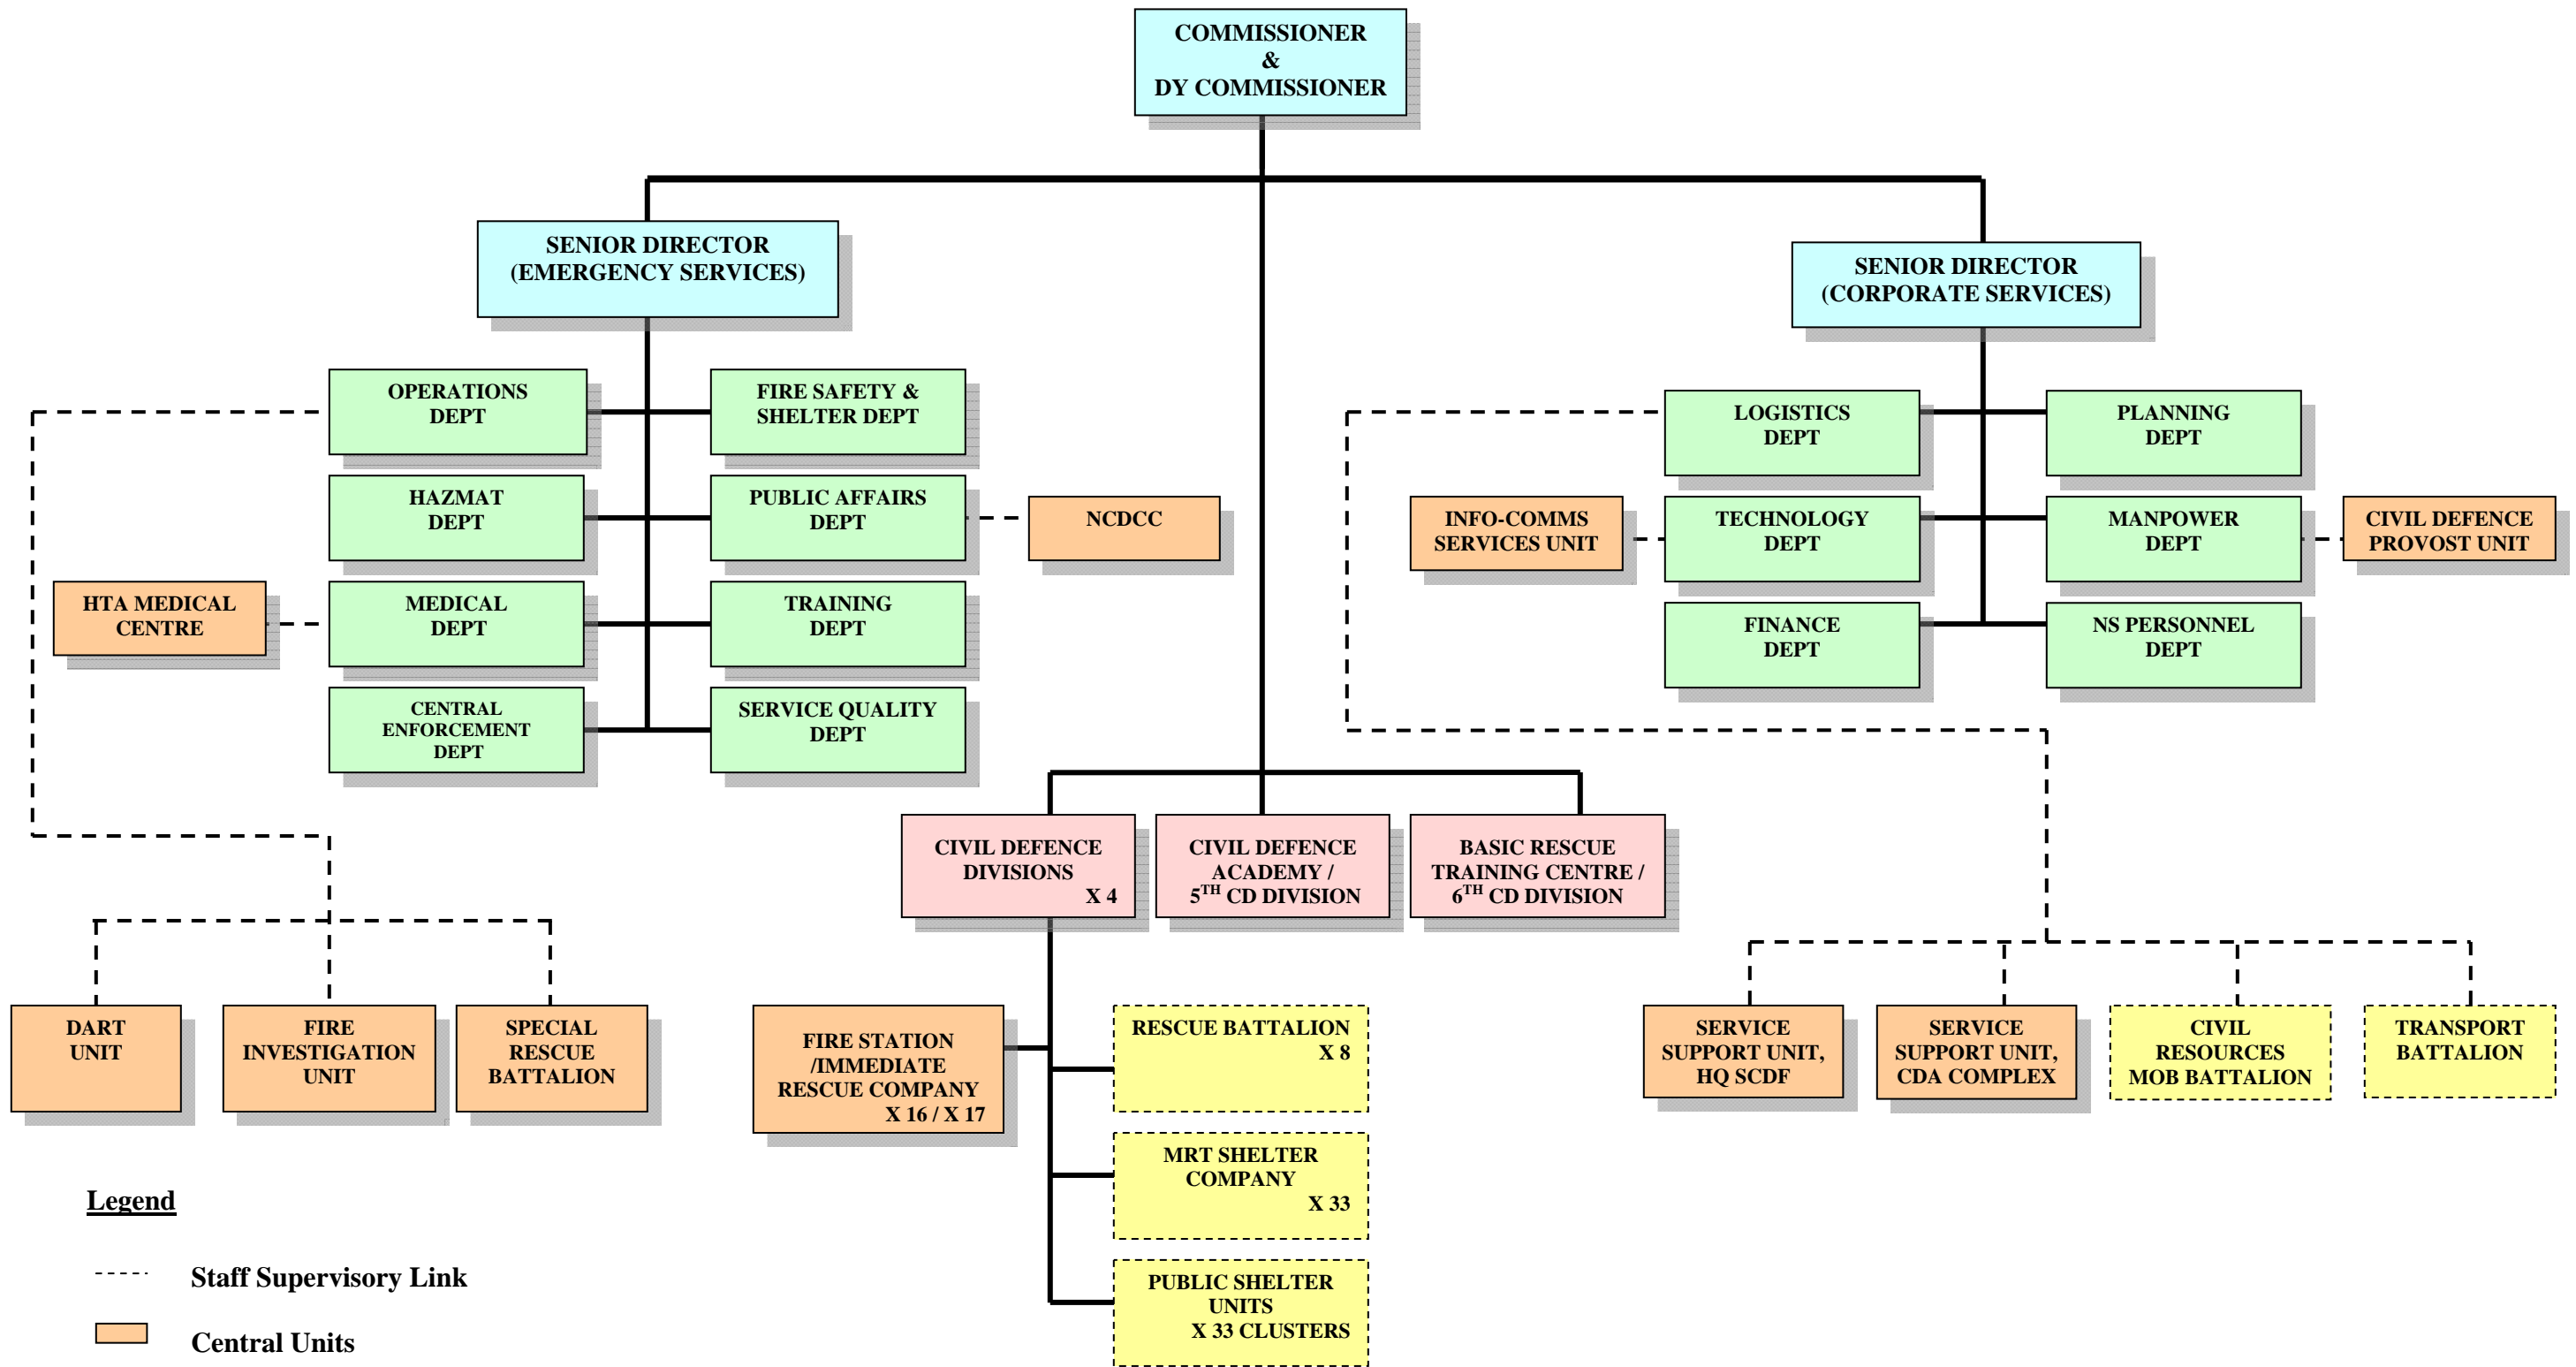 COMMISSIONER
&
DY COMMISSIONER
SENIOR DIRECTOR
(EMERGENCY SERVICES)
SENIOR DIRECTOR
(CORPORATE SERVICES)
OPERATIONS
DEPT
FIRE SAFETY &
SHELTER DEPT
LOGISTICS
DEPT
PLANNING
DEPT
HAZMAT
DEPT
PUBLIC AFFAIRS
DEPT
NCDCC
INFO-COMMS
SERVICES UNIT
TECHNOLOGY
DEPT
MANPOWER
DEPT
CIVIL DEFENCE
PROVOST UNIT
HTA MEDICAL
CENTRE
MEDICAL
DEPT
TRAINING
DEPT
FINANCE
DEPT
NS PERSONNEL
DEPT
CENTRAL
ENFORCEMENT
DEPT
SERVICE QUALITY
DEPT
CIVIL DEFENCE
DIVISIONS
X 4
CIVIL DEFENCE
ACADEMY /
5TH CD DIVISION
BASIC RESCUE
TRAINING CENTRE /
6TH CD DIVISION
DART
UNIT
FIRE
INVESTIGATION
UNIT
SPECIAL
RESCUE
BATTALION
FIRE STATION
/IMMEDIATE
RESCUE COMPANY
X 16 / X 17
RESCUE BATTALION
X 8
MRT SHELTER
COMPANY
X 33
PUBLIC SHELTER
UNITS
X 33 CLUSTERS
SERVICE
SUPPORT UNIT,
HQ SCDF
SERVICE
SUPPORT UNIT,
CDA COMPLEX
CIVIL
RESOURCES
MOB BATTALION
TRANSPORT
BATTALION
Legend
Staff Supervisory Link
Central Units